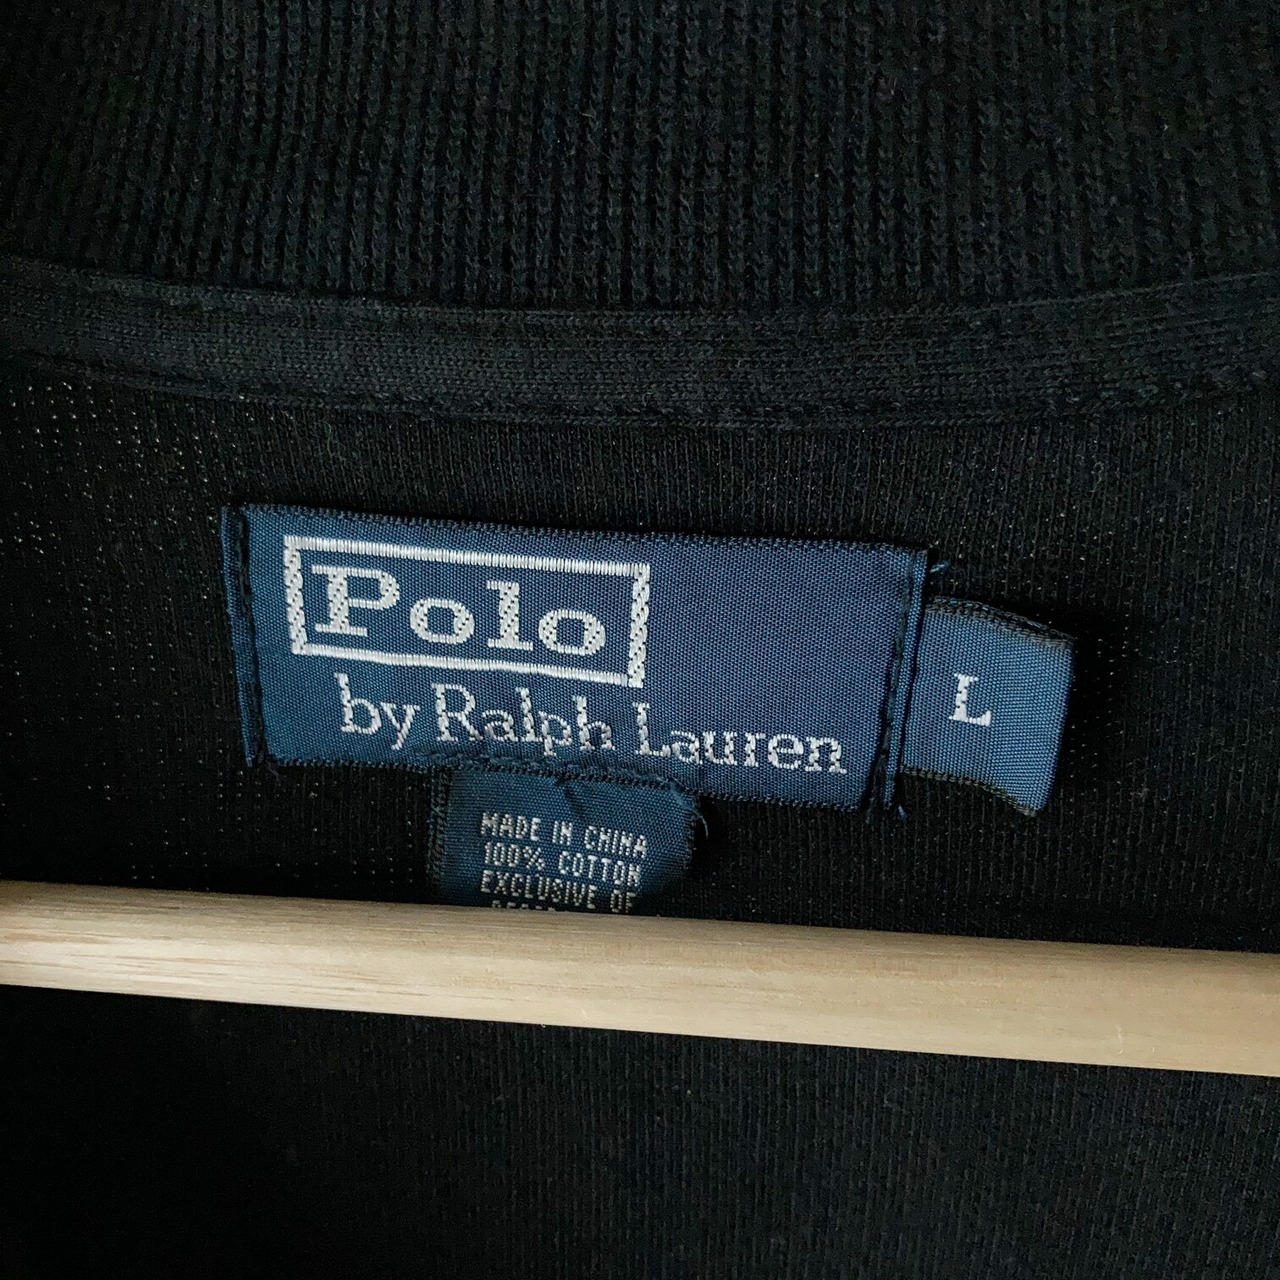 Polo
by Ralph Lauren
L
MADE IN CHINA
100% COTTON
EXCLUSIVE OF